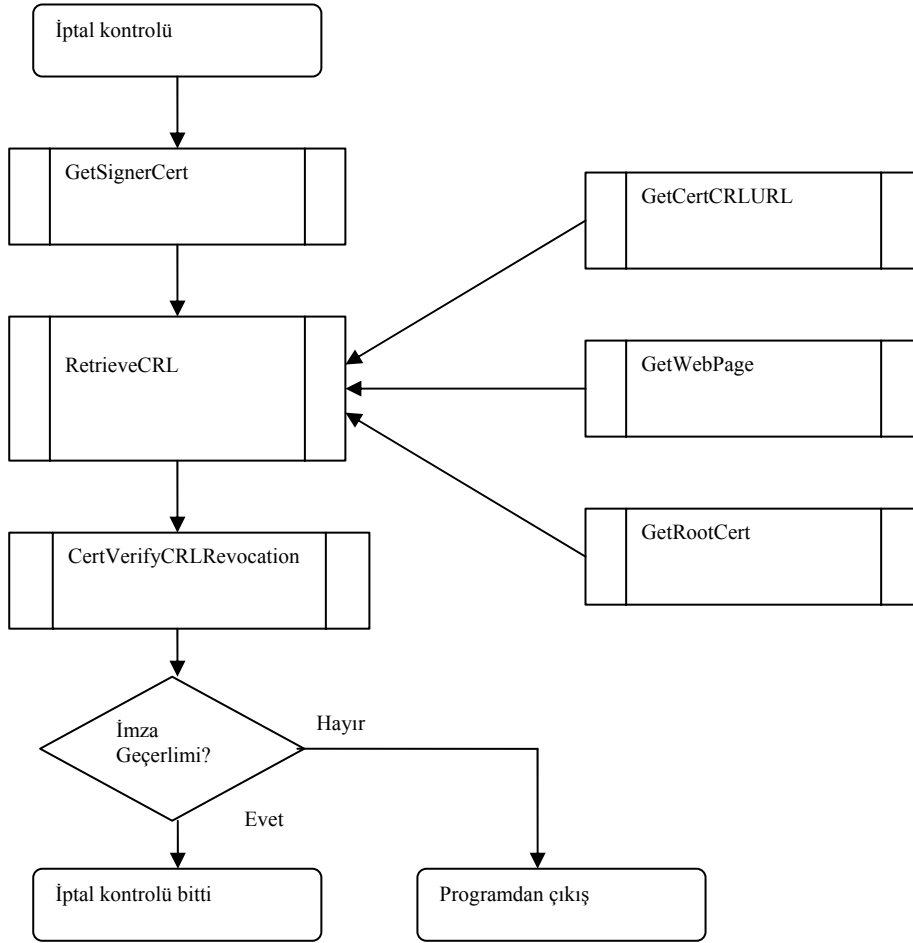 İptal kontrolü
GetSignerCert
GetCertCRLURL
RetrieveCRL
GetWebPage
GetRootCert
CertVerifyCRLRevocation
İmza
Geçerlimi?
Hayır
Evet
İptal kontrolü bitti
Programdan çıkış